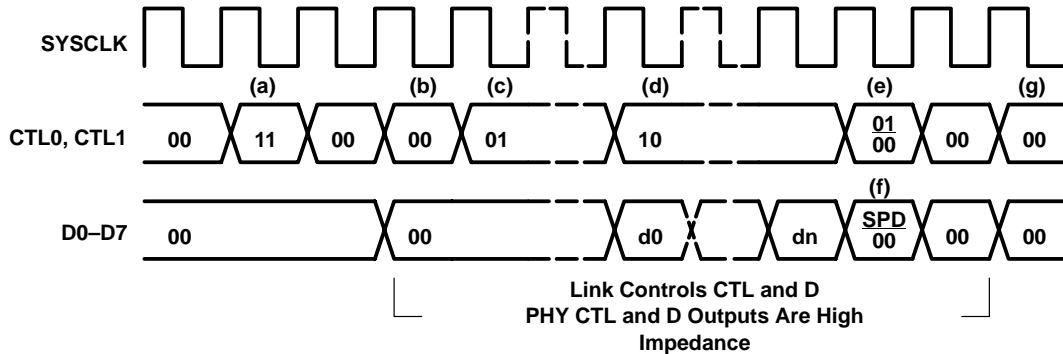 SYSCLK
(a) (b) (c) (d) (e) (g)
CTL0, CTL1 00 11 00 00 01 10 01 00 00
00
(f)
D0–D7 00 00 d0 dn SPD 00 00
00
Link Controls CTL and D
PHY CTL and D Outputs Are High
Impedance